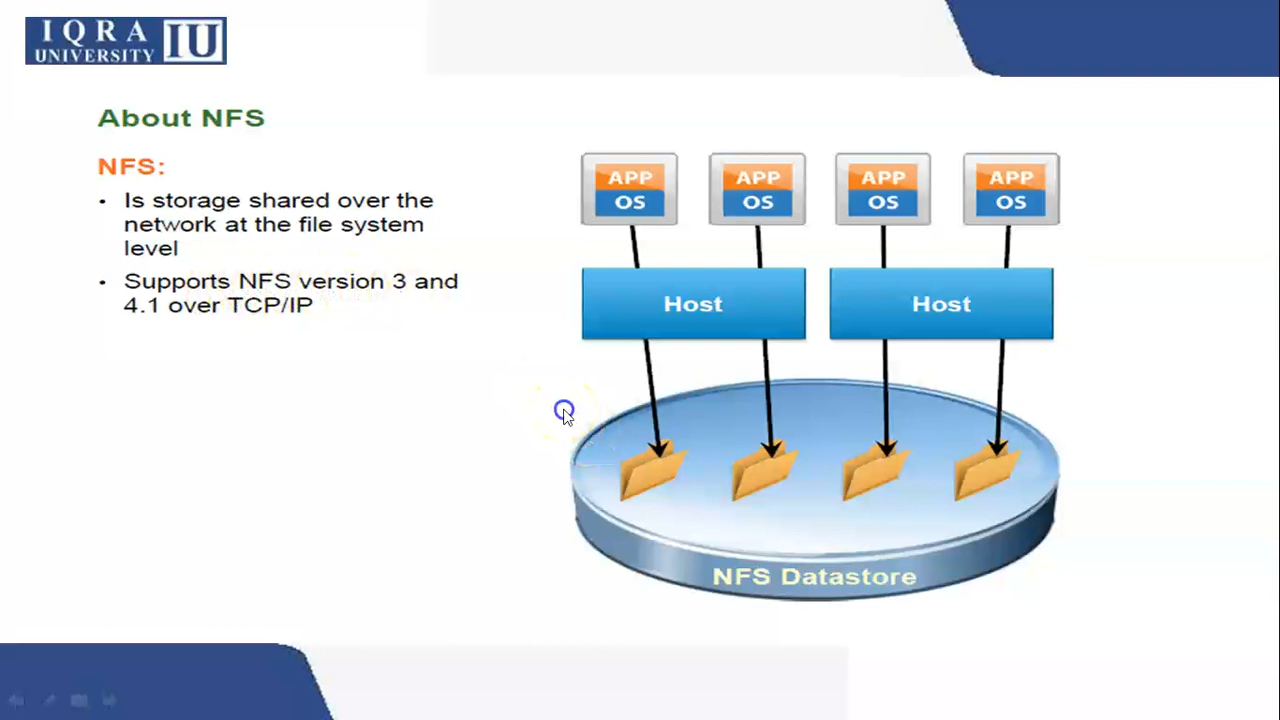 IQRA
UNIVERSITY IU
About NFS
NFS:
• Is storage shared over the
network at the file system
level
• Supports NFS version 3 and
4.1 over TCP/IP
APP APP APP APP
OS OS OS OS
Host Host
NFS Datastore